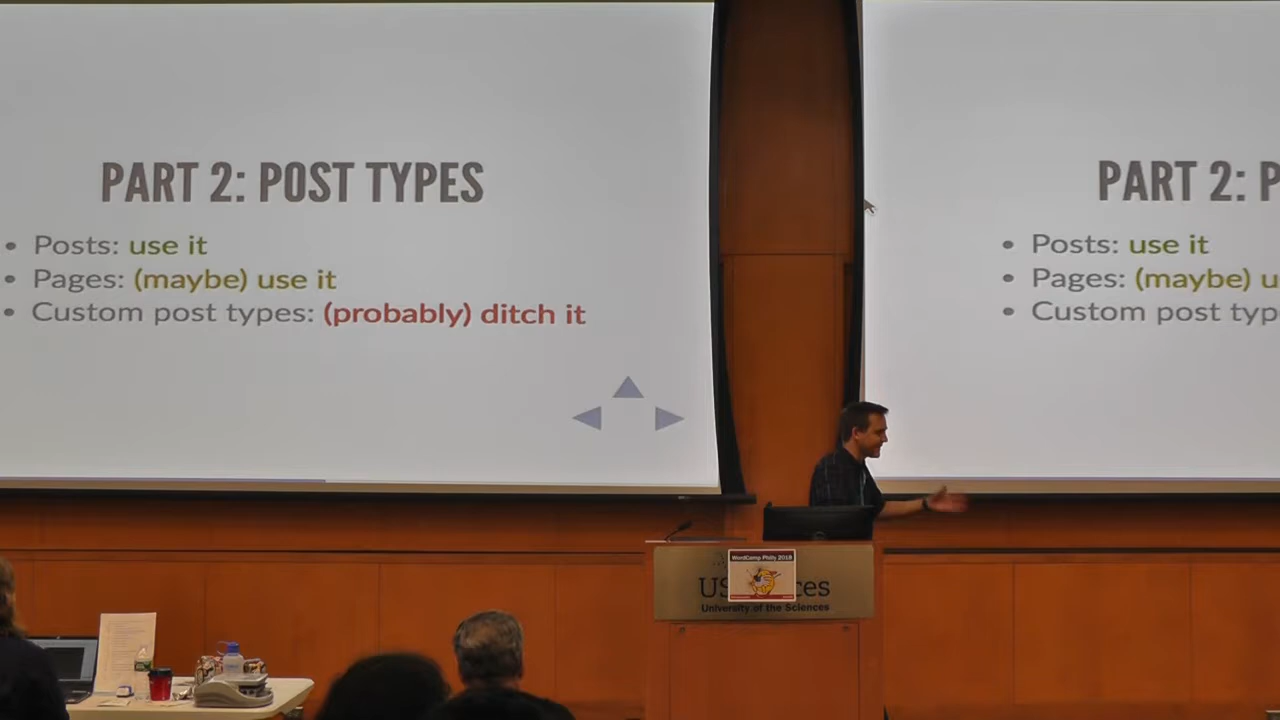 PART 2: POST TYPES
• Posts: use it
• Pages: (maybe) use it
• Custom post types: (probably) ditch it
PART 2: P
• Posts: use it
• Pages: (maybe) u
• Custom post typ
WordCamp Philly 2018
US ces
University of the Sciences